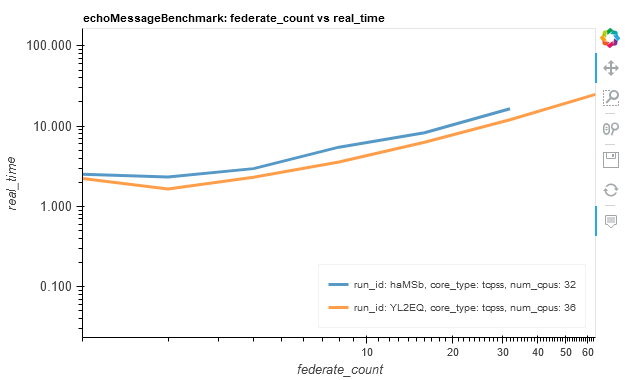 echoMessageBenchmark: federate_count vs real_time
100.000
10.000
1.000
0.100
real_time
run_id: haMSb, core_type: tcpss, num_cpus: 32
run_id: YL2EQ, core_type: tcpss, num_cpus: 36
10 20 30 40 50 60
federate_count